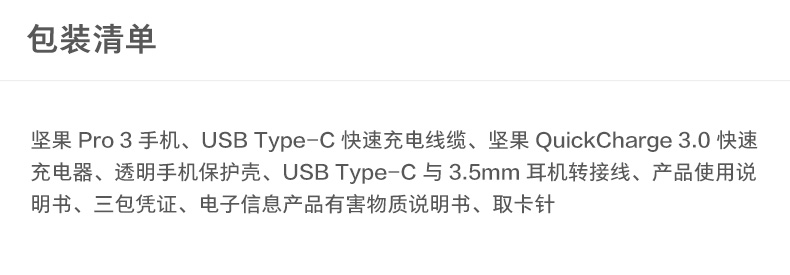 包装清单
坚果 Pro 3 手机、USB Type-C 快速充电线缆、坚果 QuickCharge 3.0 快速
充电器、透明手机保护壳、USB Type-C 与 3.5mm 耳机转接线、产品使用说
明书、三包凭证、电子信息产品有害物质说明书、取卡针